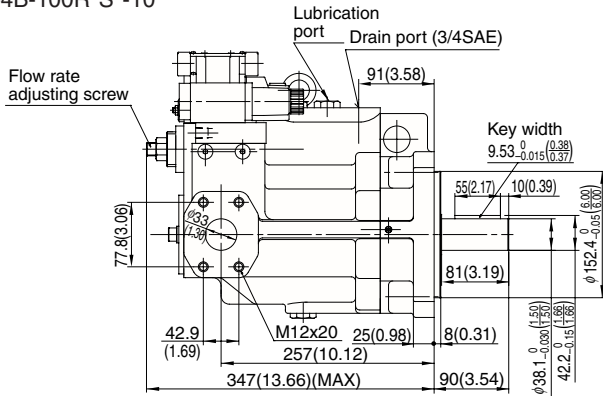 4B-100R*S*-10
Lubrication
port
Drain port (3/4SAE)
91(3.58)
Flow rate
adjusting screw
Key width
9.53 0 -0.015 (0.38 0.37)
55(2.17)
10(0.39)
φ152.4 0 -0.05 (6.00 6.00)
77.8(3.06)
φ33
(1.30)
81(3.19)
42.9
(1.69)
M12x20
25(0.98)
8(0.31)
257(10.12)
347(13.66)(MAX)
90(3.54)
φ38.1 0 -0.030 (1.50 1.50)
42.2 0 -0.15 (1.66 1.66)